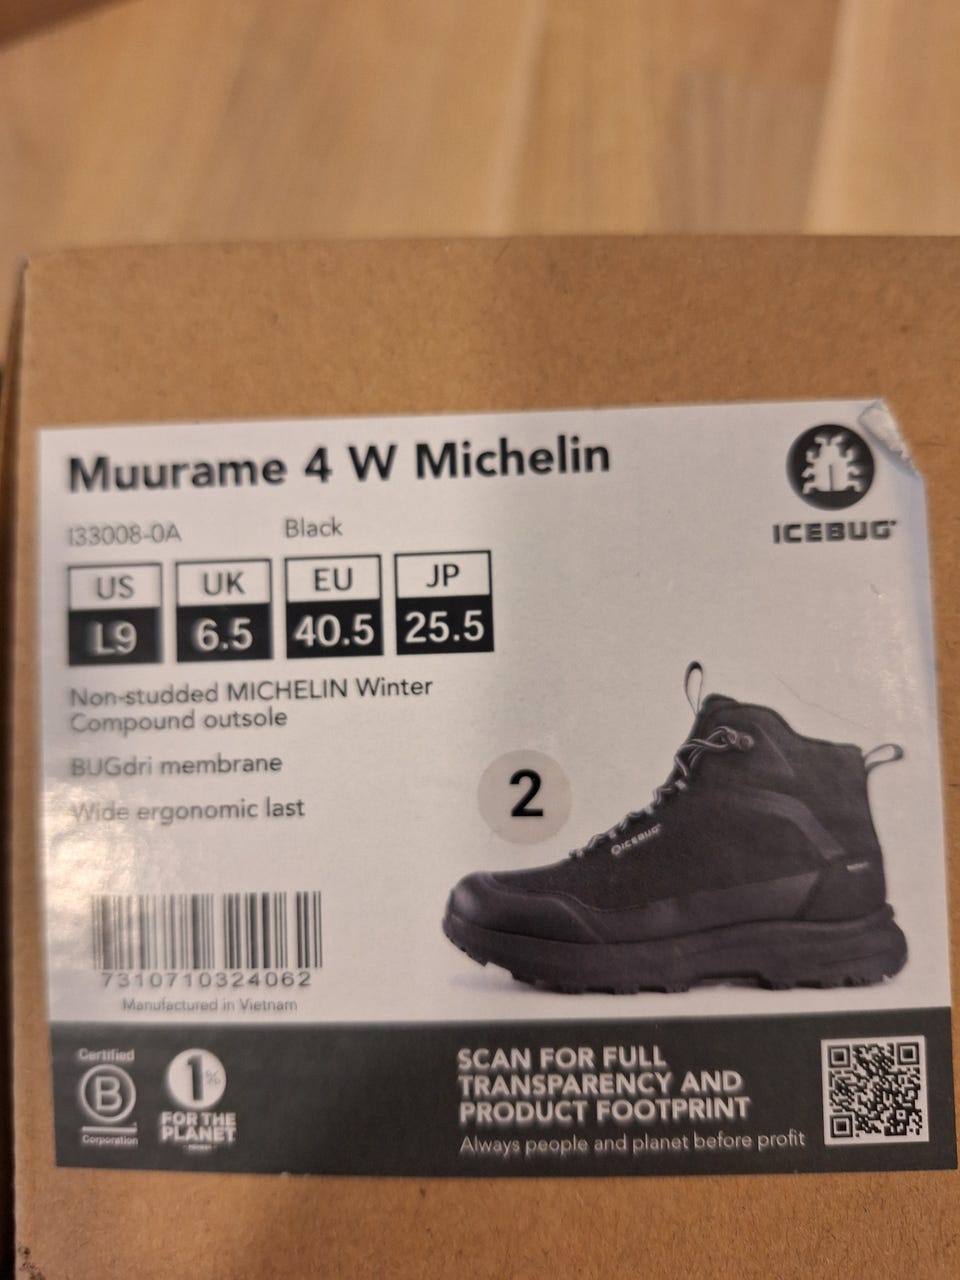 Muurame 4 W Michelin
I33008-0A Black
ICEBUG
US UK EU JP
L9 6.5 40.5 25.5
Non-studded MICHELIN Winter
Compound outsole
BUGdri membrane
Wide ergonomic last
2
ICEBUG
7310710324062
Manufactured in Vietnam
Certified
B
Corporation
1%
FOR THE
PLANET
SCAN FOR FULL
TRANSPARENCY AND
PRODUCT FOOTPRINT
Always people and planet before profit